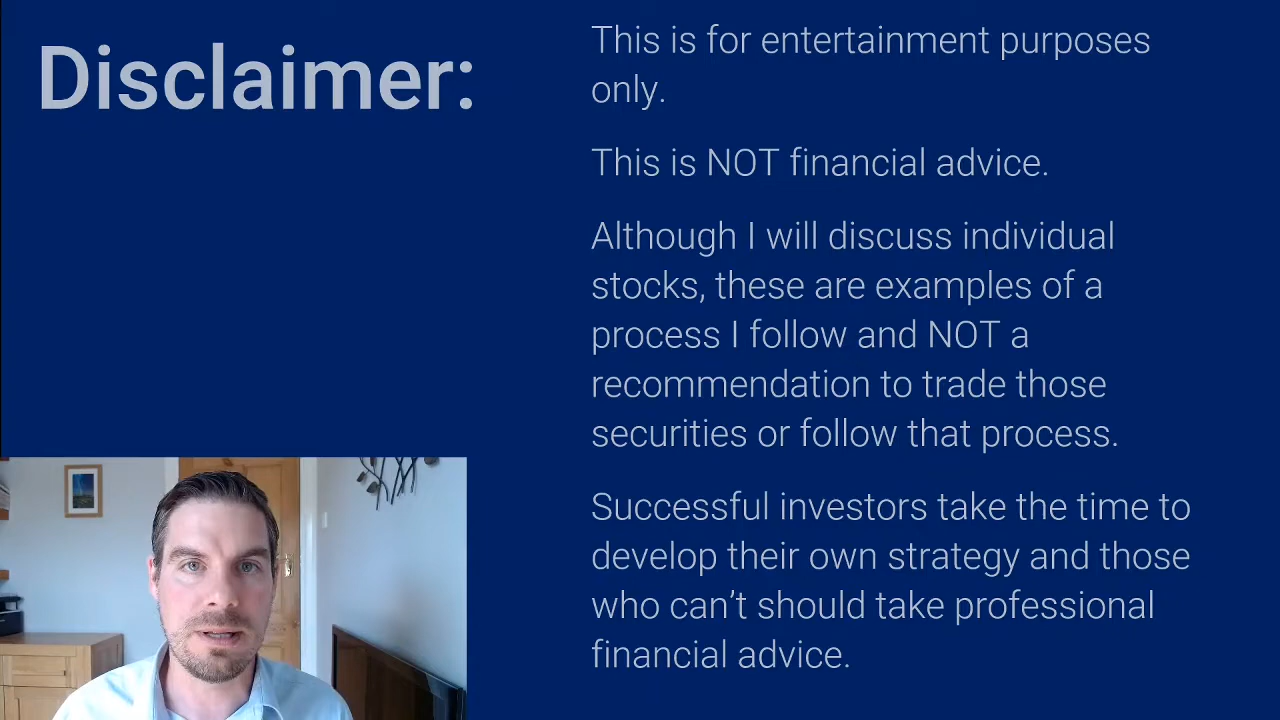 Disclaimer:
This is for entertainment purposes
only.
This is NOT financial advice.
Although I will discuss individual
stocks, these are examples of a
process I follow and NOT a
recommendation to trade those
securities or follow that process.
Successful investors take the time to
develop their own strategy and those
who can’t should take professional
financial advice.